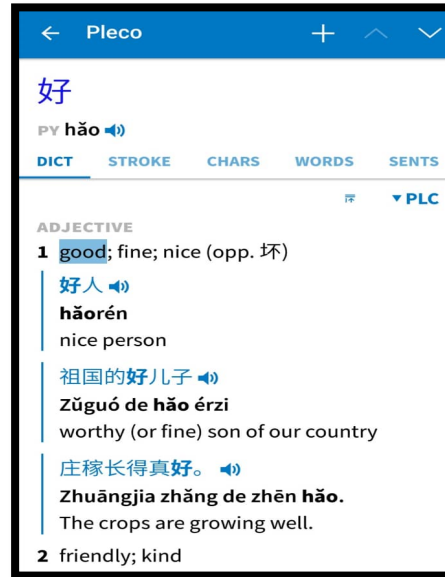 Pleco
好
PY hǎo
DICT STROKE CHARS WORDS SENTS
PLC
ADJECTIVE
1 good; fine; nice (opp. 坏)
好人
hǎorén
nice person
祖国的好儿子
Zǔguó de hǎo érzi
worthy (or fine) son of our country
庄稼长得真好。
Zhuāngjia zhǎng de zhēn hǎo.
The crops are growing well.
2 friendly; kind